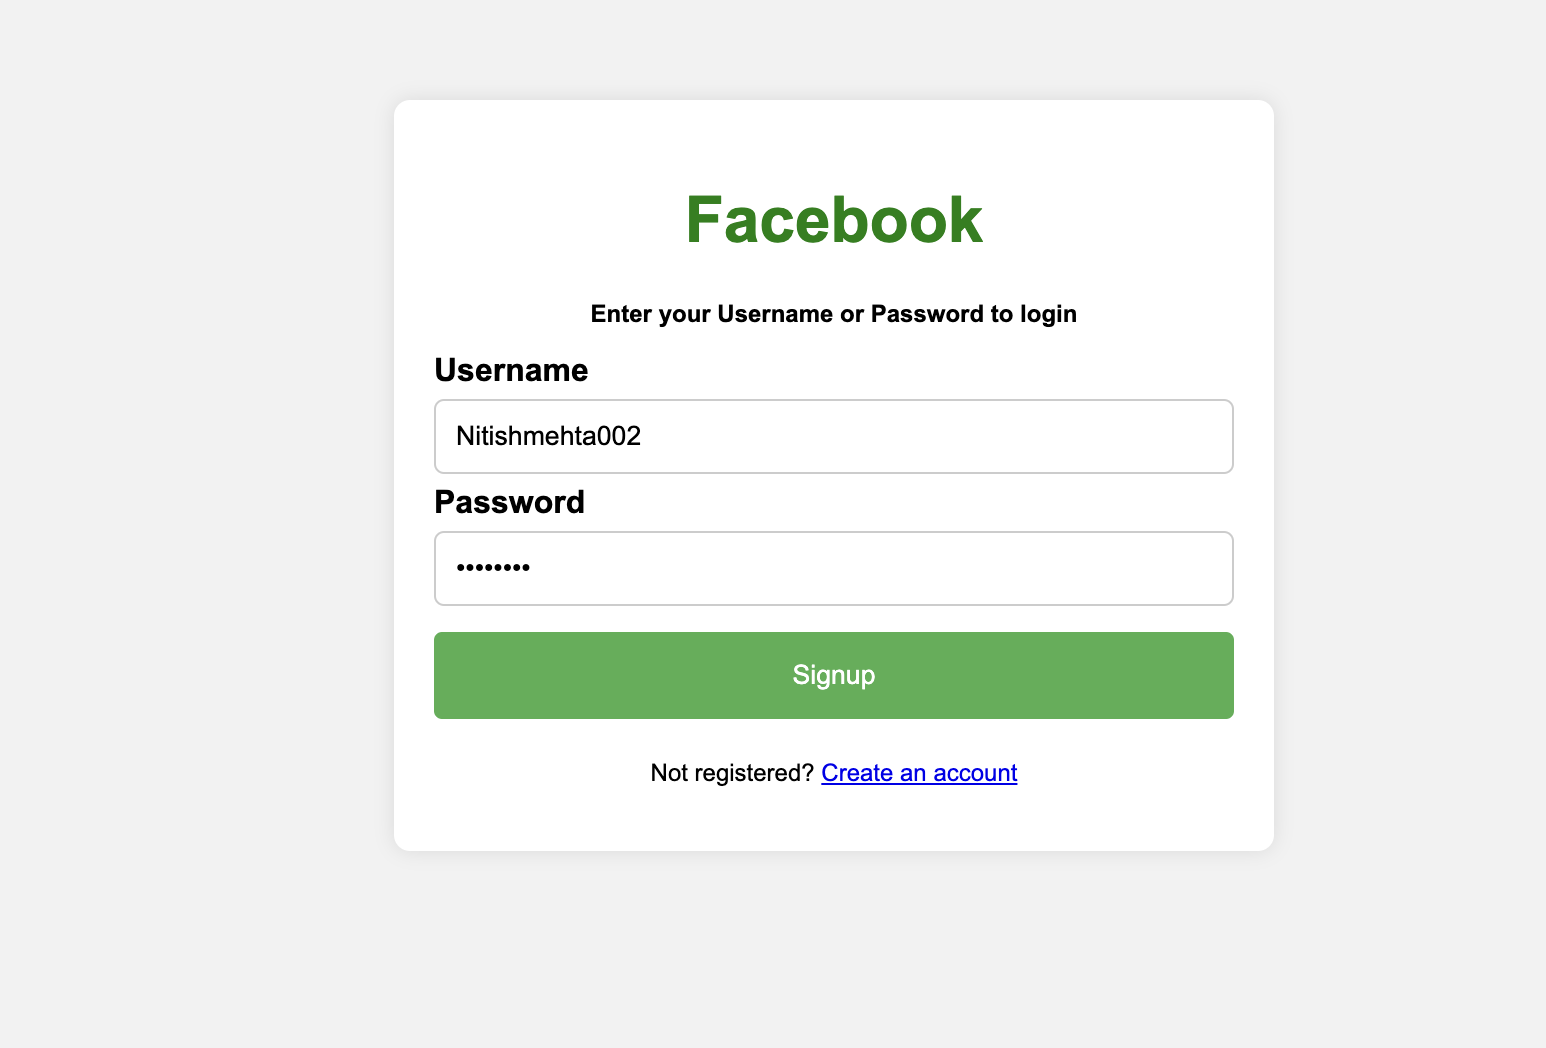 Facebook
Enter your Username or Password to login
Username
Nitishmehta002
Password
••••••••
Signup
Not registered? Create an account